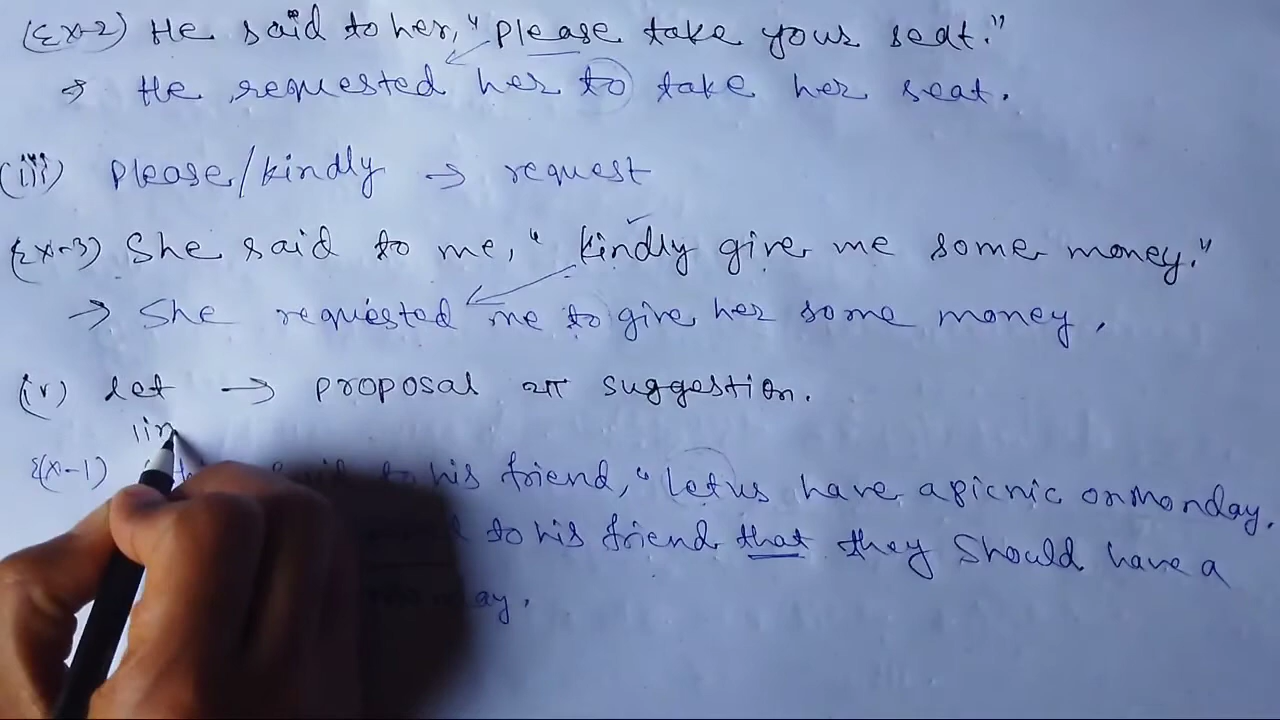 (Ex-2) He said to her, "please take your seat."
→ He requested her to take her seat.
(iii) please/kindly → request
(Ex-3) She said to me, "kindly give me some money."
→ She requested me to give her some money.
(iv) Let → proposal বা suggestion.
(Ex-1) to his friend, "Let us have a picnic on Monday.
to his friend that they should have a